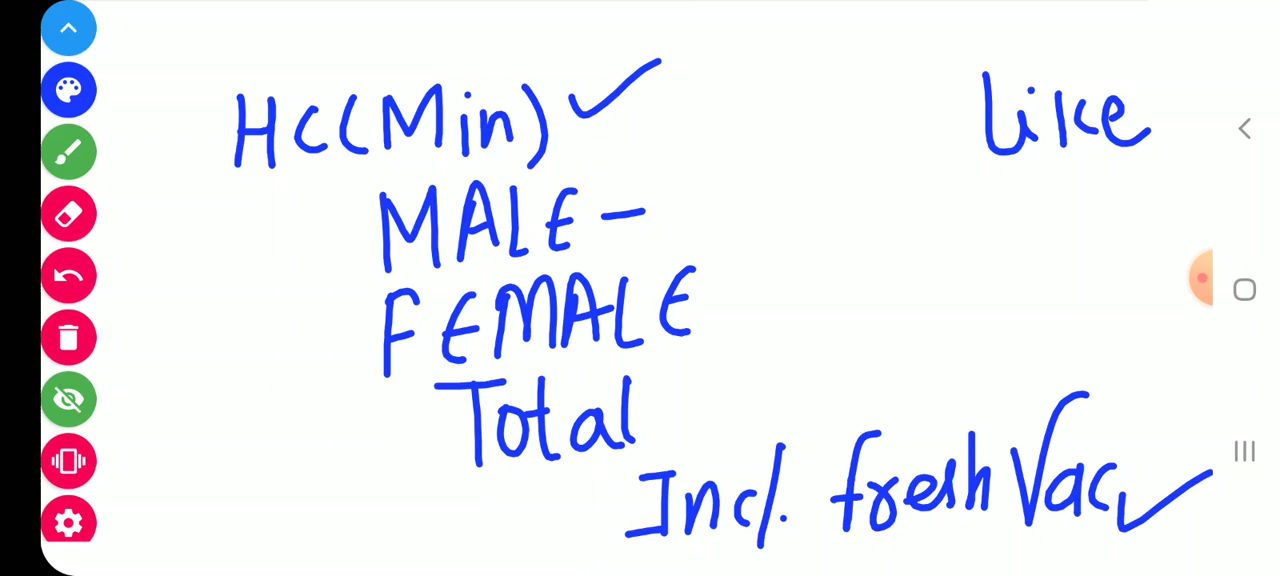 HC(Min) ✓
Like
MALE –
FEMALE
Total
Incl. fresh Vac ✓